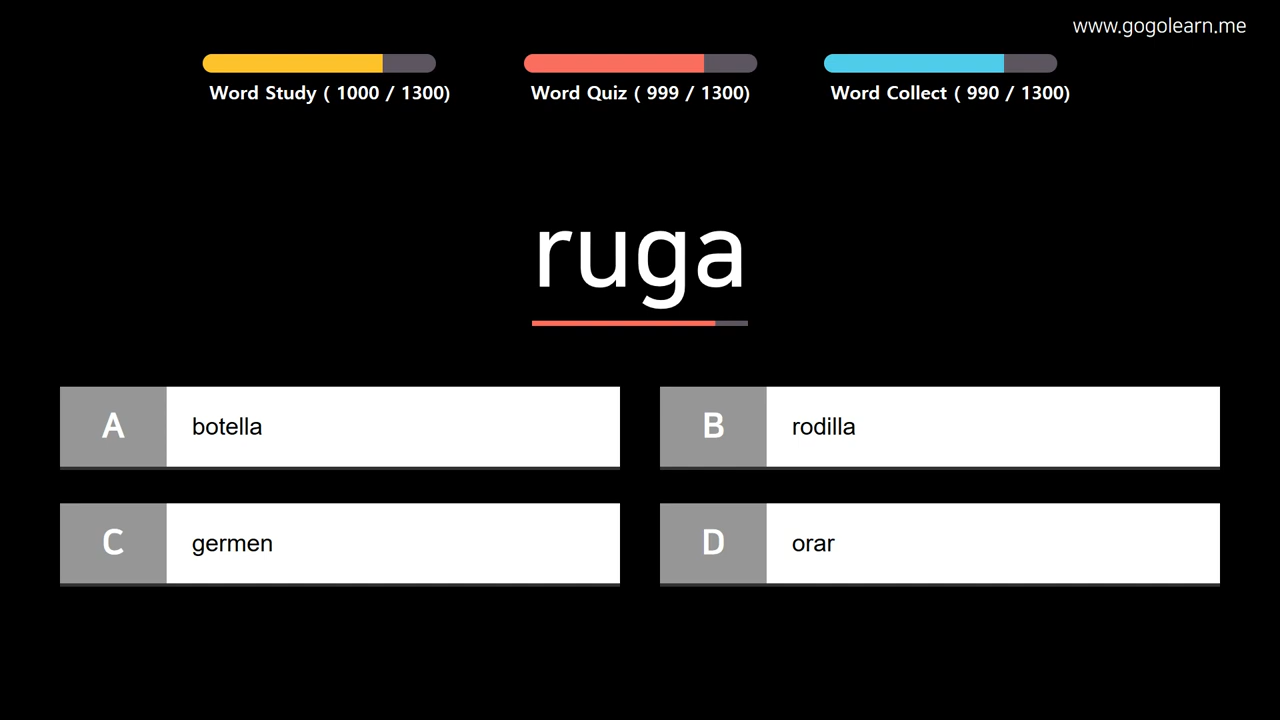 www.gogolearn.me
Word Study ( 1000 / 1300)
Word Quiz ( 999 / 1300)
Word Collect ( 990 / 1300)
ruga
A botella
B rodilla
C germen
D orar